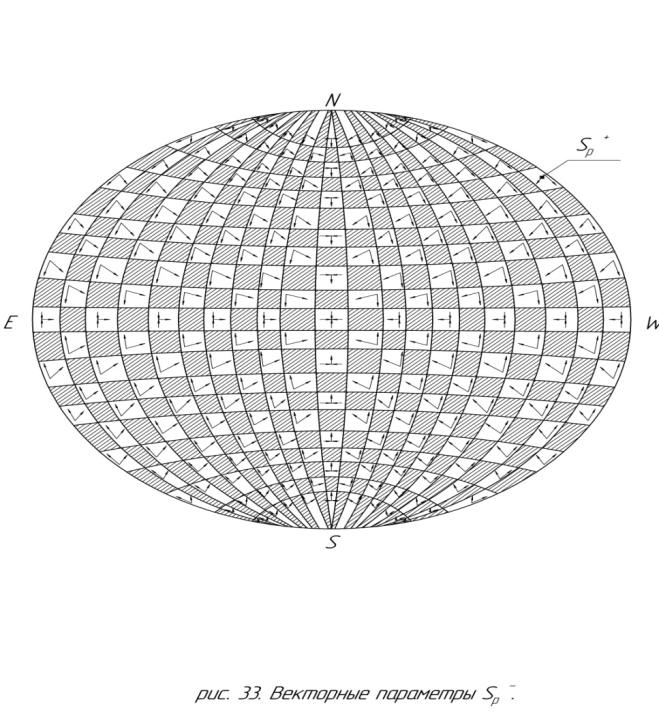 N
Sp +
E
W
S
рис. 33. Векторные параметры Sp –.